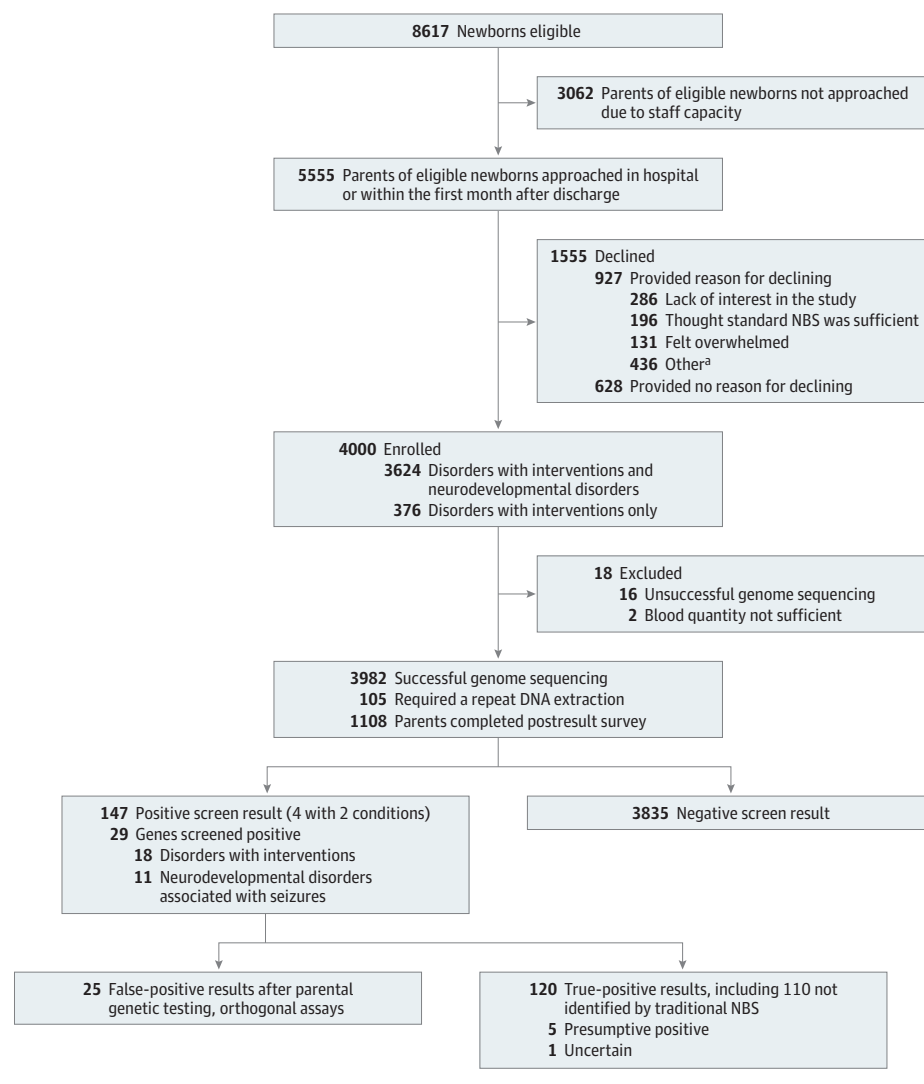 8617 Newborns eligible
3062 Parents of eligible newborns not approached
due to staff capacity
5555 Parents of eligible newborns approached in hospital
or within the first month after discharge
1555 Declined
927 Provided reason for declining
286 Lack of interest in the study
196 Thought standard NBS was sufficient
131 Felt overwhelmed
436 Otherᵃ
628 Provided no reason for declining
4000 Enrolled
3624 Disorders with interventions and
neurodevelopmental disorders
376 Disorders with interventions only
18 Excluded
16 Unsuccessful genome sequencing
2 Blood quantity not sufficient
3982 Successful genome sequencing
105 Required a repeat DNA extraction
1108 Parents completed postresult survey
147 Positive screen result (4 with 2 conditions)
29 Genes screened positive
18 Disorders with interventions
11 Neurodevelopmental disorders
associated with seizures
3835 Negative screen result
25 False-positive results after parental
genetic testing, orthogonal assays
120 True-positive results, including 110 not
identified by traditional NBS
5 Presumptive positive
1 Uncertain